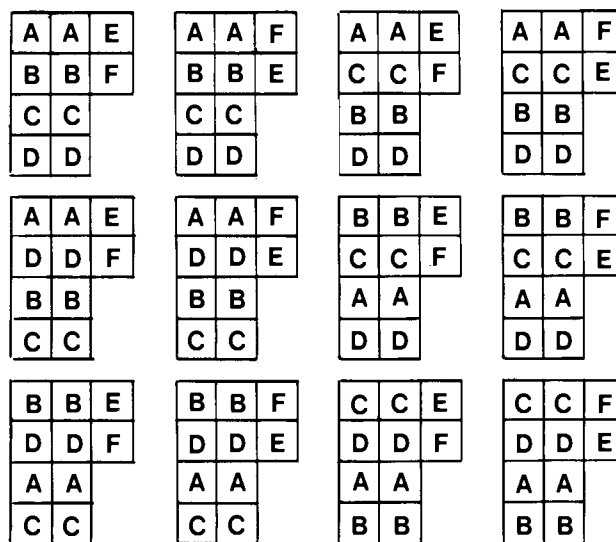 A A E A A F A A E A A F
B B F B B E C C F C C E
C C C C B B B B
D D D D D D D D
A A E A A F B B E B B F
D D F D D E C C F C C E
B B B B A A A A
C C C C D D D D
B B E B B F C C E C C F
D D F D D E D D F D D E
A A A A A A A A
C C C C B B B B